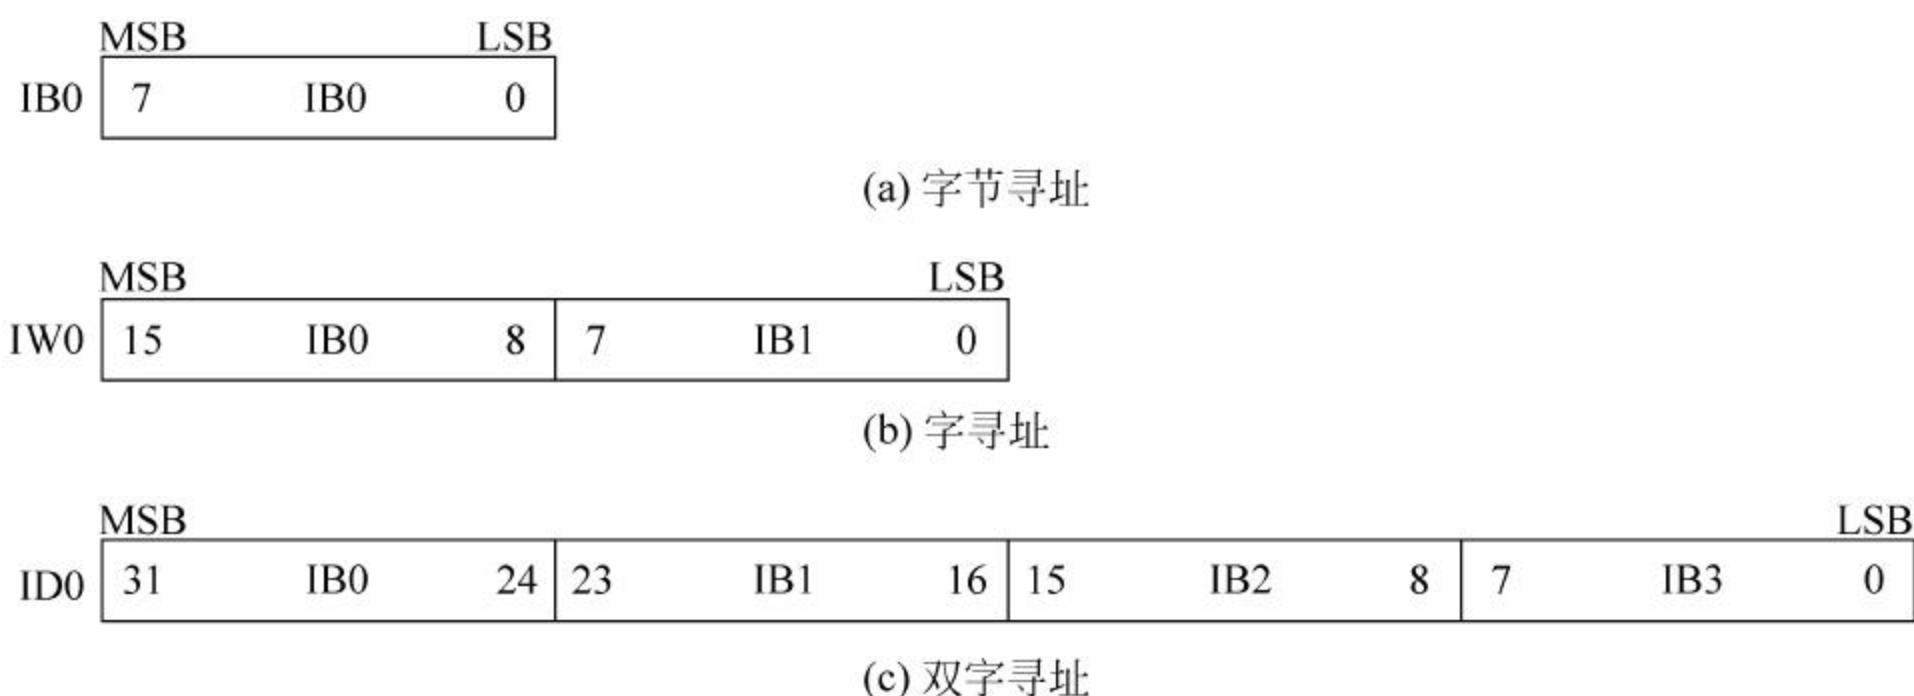 MSB LSB
IB0 7 IB0 0
(a) 字节寻址
MSB LSB
IW0 15 IB0 8 7 IB1 0
(b) 字寻址
MSB LSB
ID0 31 IB0 24 23 IB1 16 15 IB2 8 7 IB3 0
(c) 双字寻址